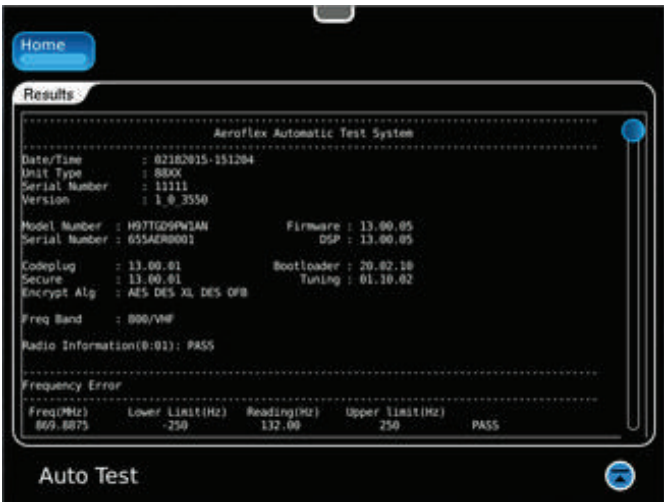 Home
Results
Aeroflex Automatic Test System
Date/Time : 02182015-151204
Unit Type : 88XX
Serial Number : 11111
Version : 1_0_3550
Model Number : H97TGD9PW1AN Firmware : 13.00.05
Serial Number : 655AER0001 DSP : 13.00.05
Codeplug : 13.00.01 Bootloader : 20.02.10
Secure : 13.00.01 Tuning : 01.10.02
Encrypt Alg : AES DES XL DES OFB
Freq Band : 800/VHF
Radio Information(0:01): PASS
Frequency Error
Freq(MHz) Lower Limit(Hz) Reading(Hz) Upper limit(Hz)
869.8875 -250 132.00 250 PASS
Auto Test